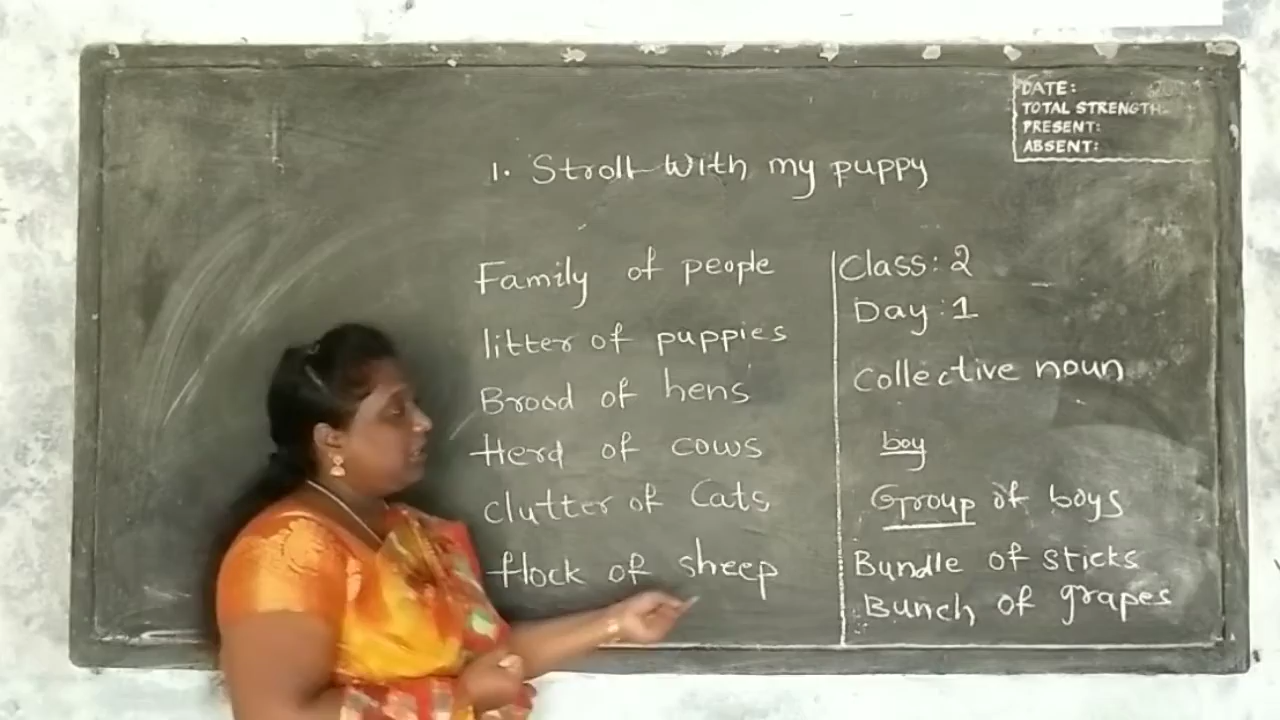 DATE:
TOTAL STRENGTH
PRESENT:
ABSENT:
1. Stroll With my puppy
Family of people
litter of puppies
Brood of hens
Herd of cows
clutter of Cats
flock of sheep
Class: 2
Day: 1
Collective noun
boy
Group of boys
Bundle of sticks
Bunch of grapes